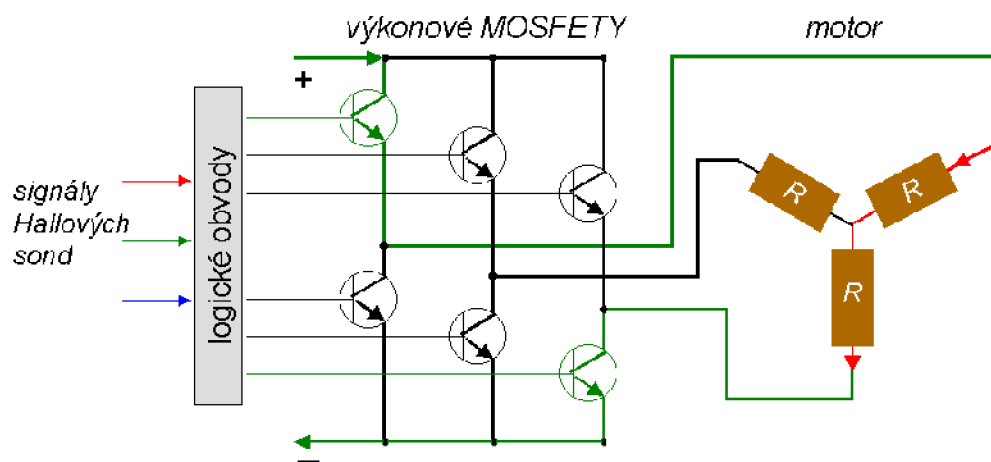 výkonové MOSFETY
motor
+
logické obvody
signály
Hallových
sond
R
R
R
–